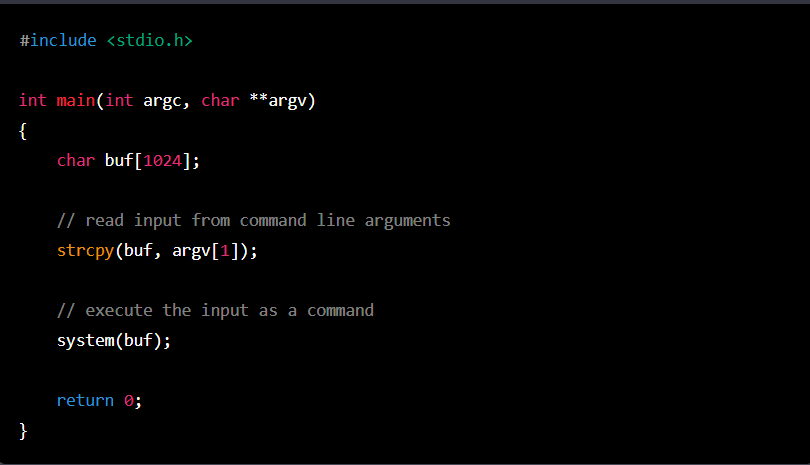 #include <stdio.h>
int main(int argc, char **argv)
{
    char buf[1024];
    // read input from command line arguments
    strcpy(buf, argv[1]);
    // execute the input as a command
    system(buf);
    return 0;
}